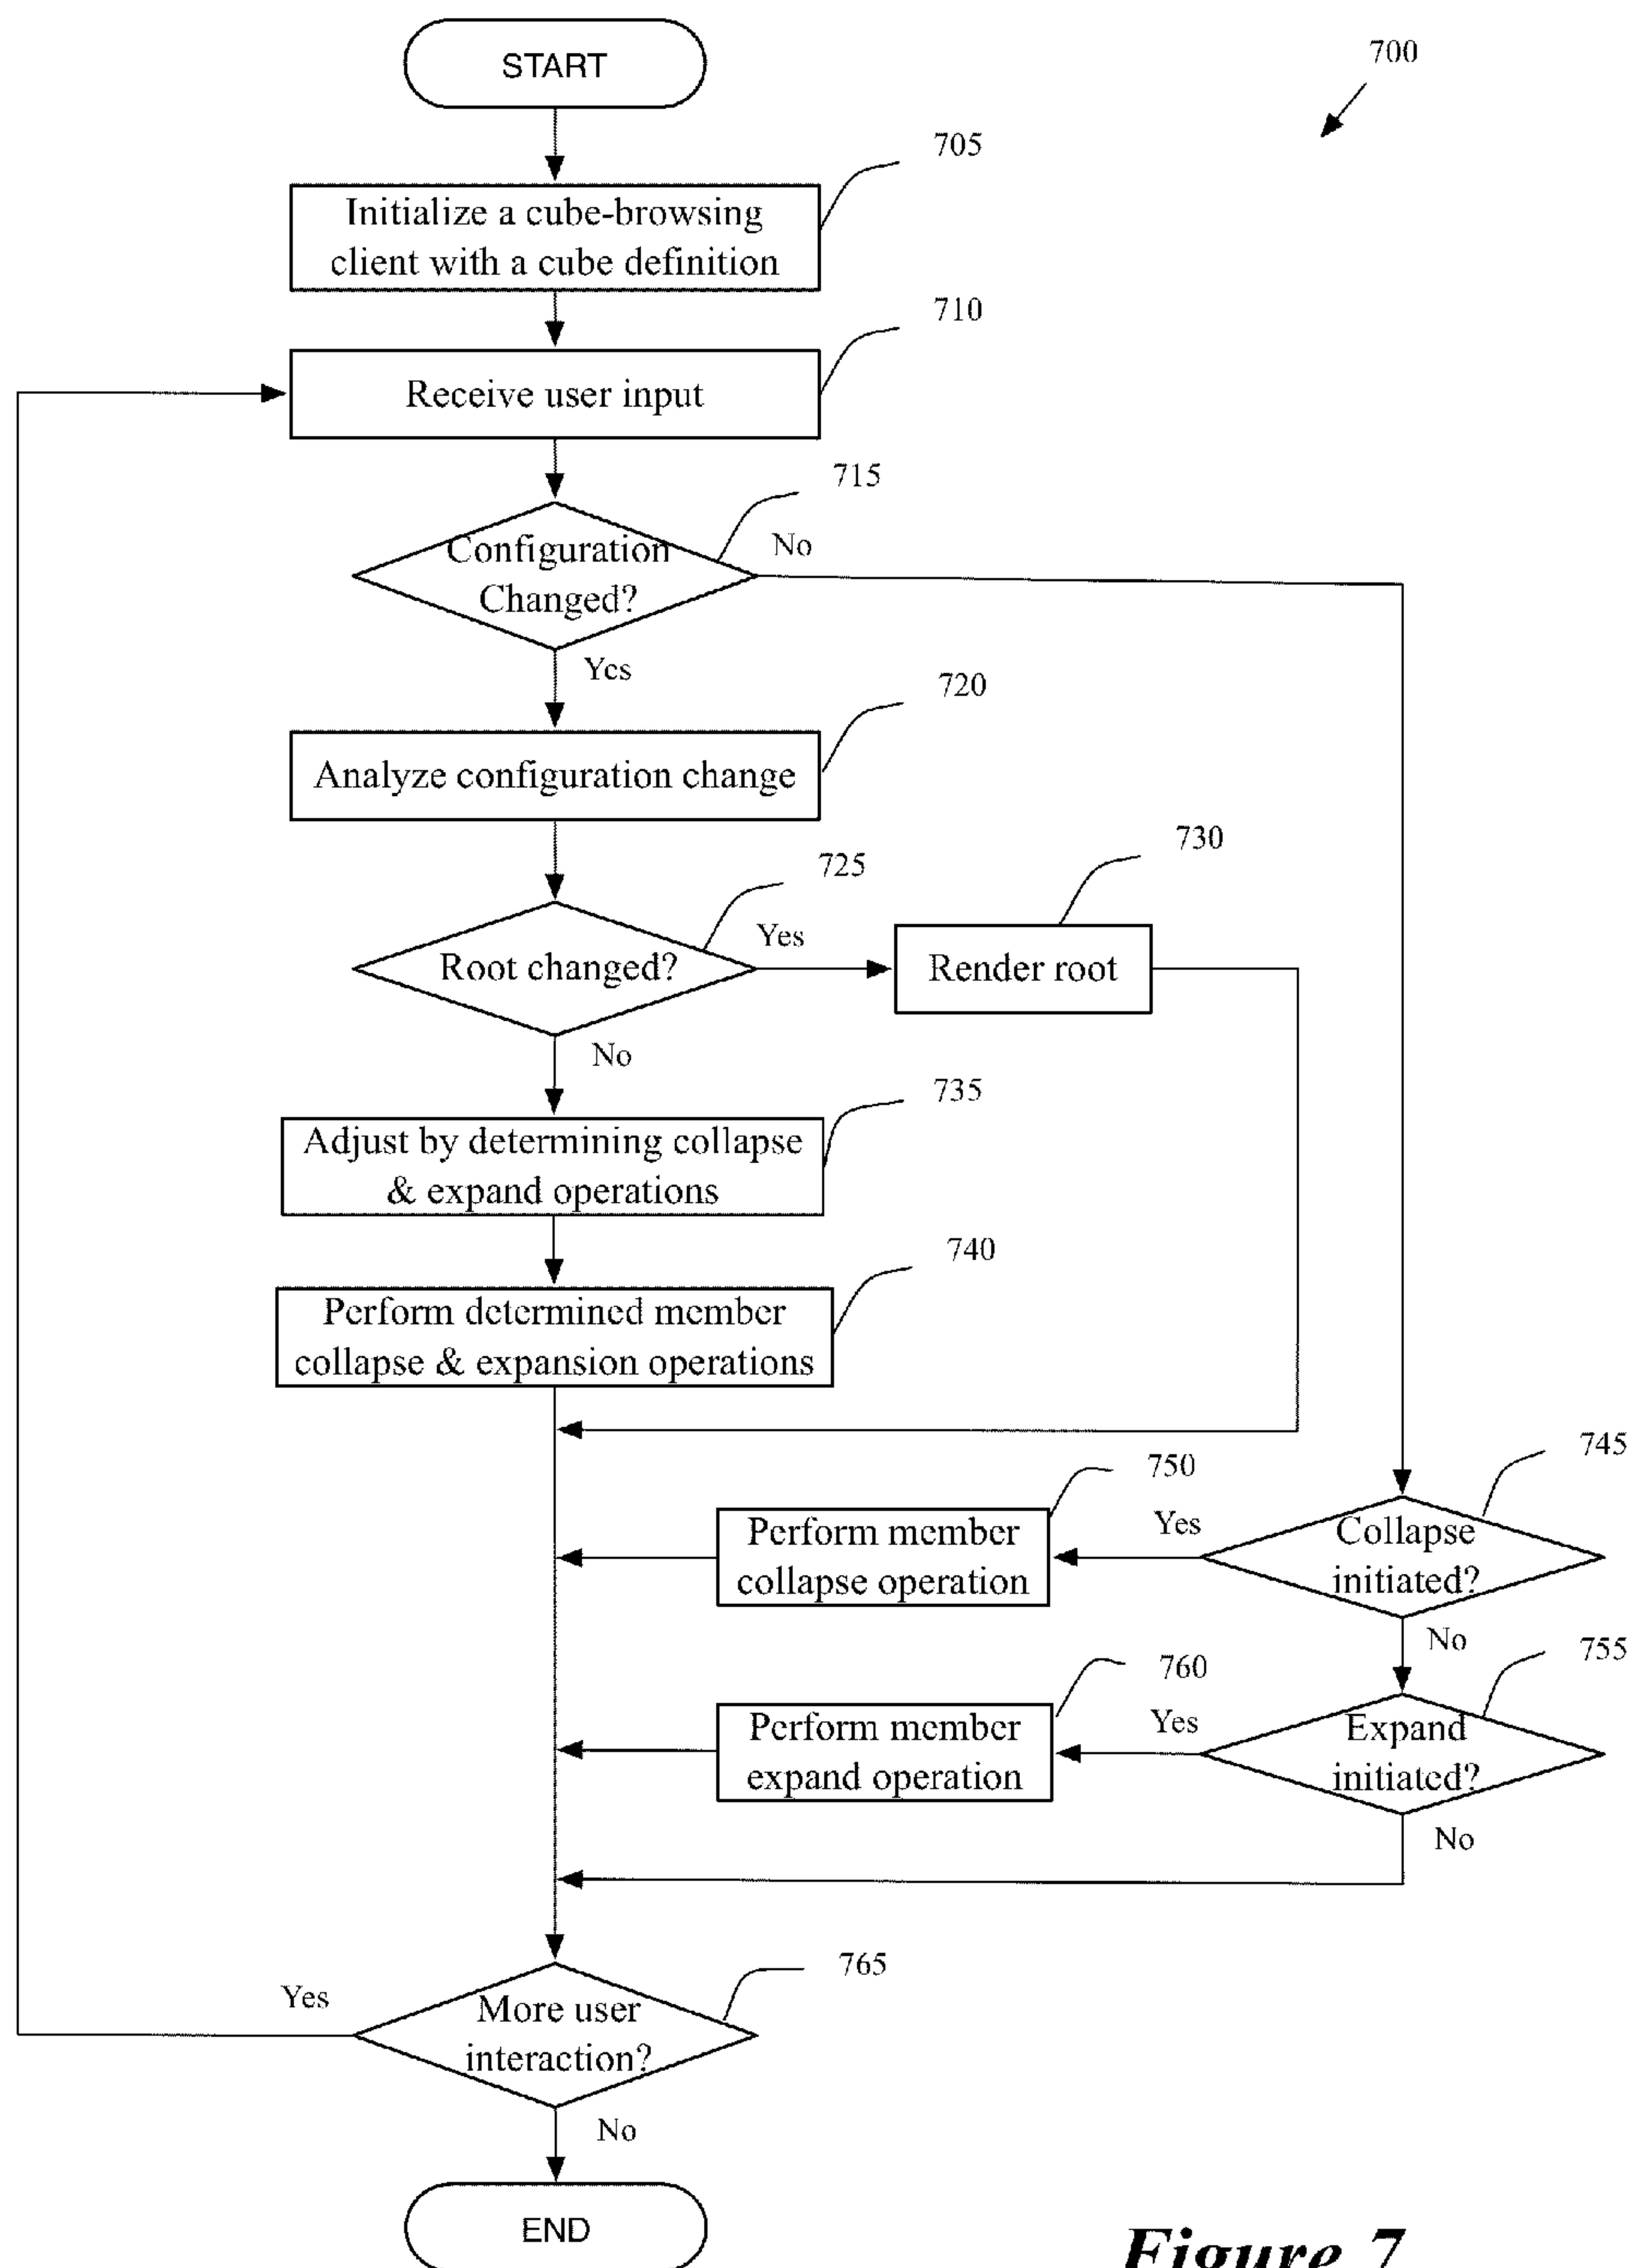 START
700
705
Initialize a cube-browsing
client with a cube definition
710
Receive user input
715
Configuration
Changed?
No
Yes
720
Analyze configuration change
725
730
Root changed?
Yes
Render root
No
735
Adjust by determining collapse
& expand operations
740
Perform determined member
collapse & expansion operations
745
750
Perform member
collapse operation
Yes
Collapse
initiated?
No
755
760
Perform member
expand operation
Yes
Expand
initiated?
No
765
Yes
More user
interaction?
No
END
Figure 7